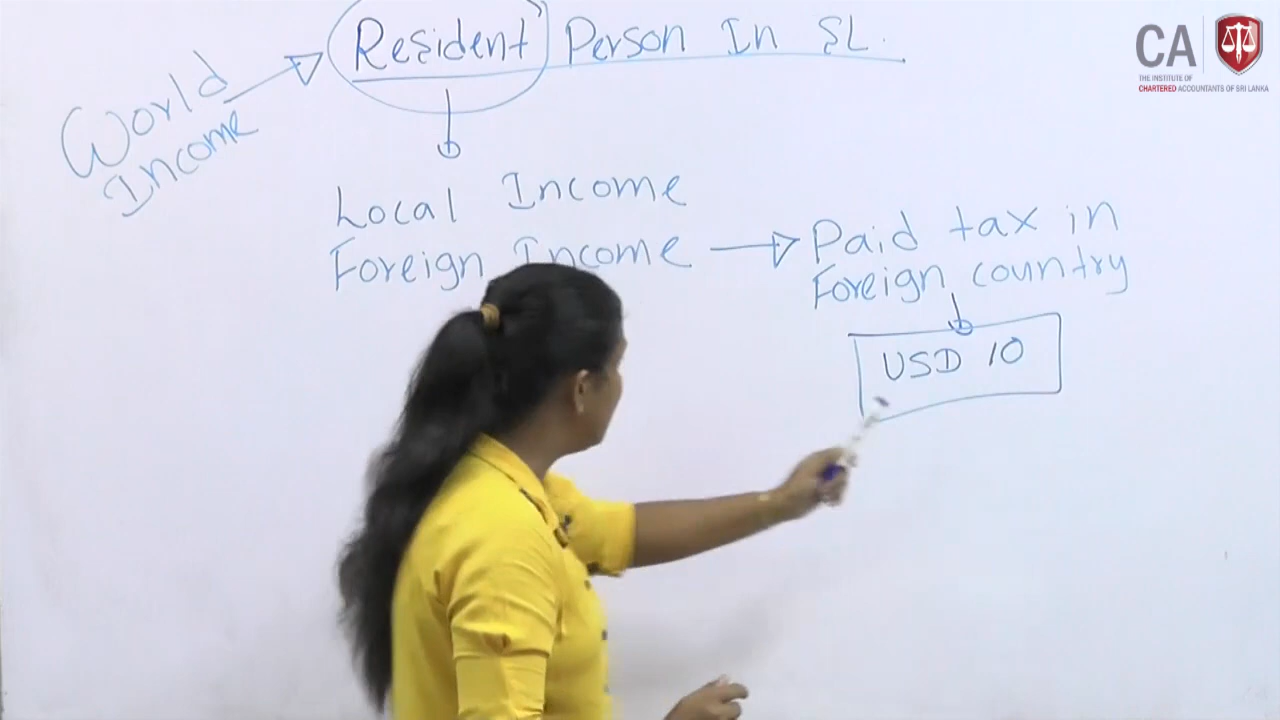 Resident Person In SL.
World
Income
Local Income
Foreign Income
Paid tax in
Foreign country
USD 10
CA
THE INSTITUTE OF
CHARTERED ACCOUNTANTS OF SRI LANKA